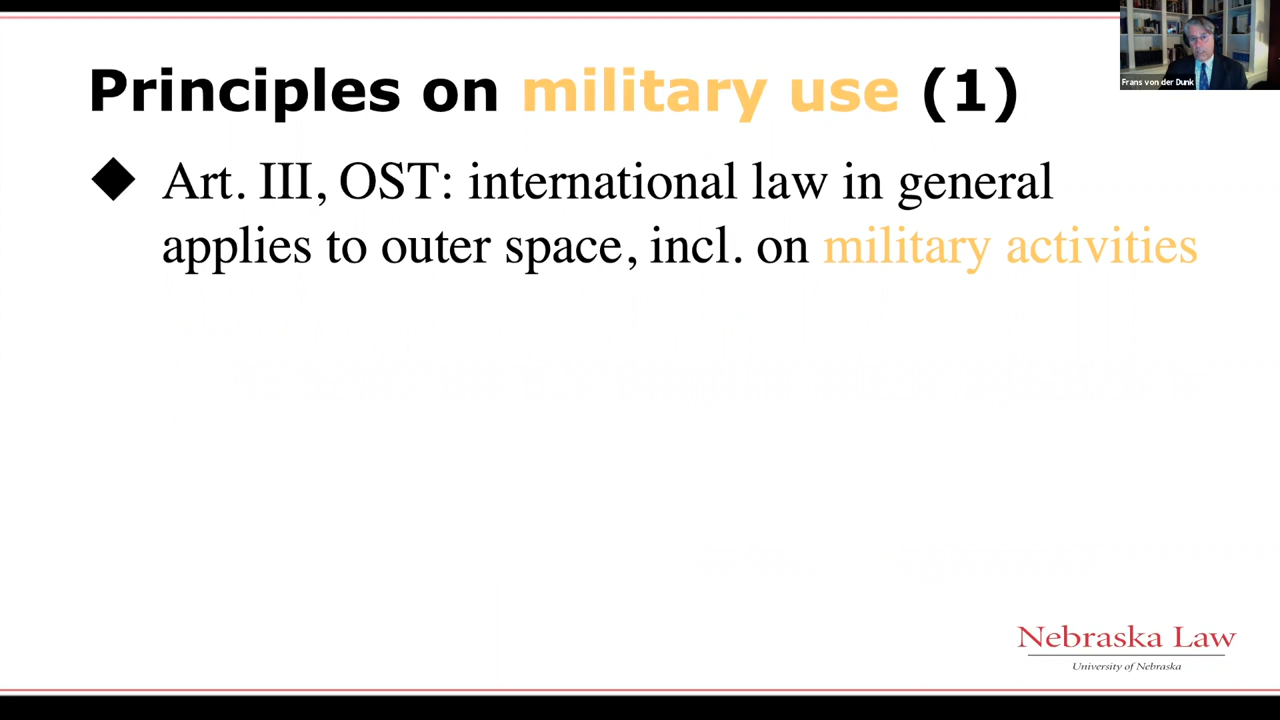 Principles on military use (1)
Frans von der Dunk
◆ Art. III, OST: international law in general
applies to outer space, incl. on military activities
Nebraska Law
University of Nebraska